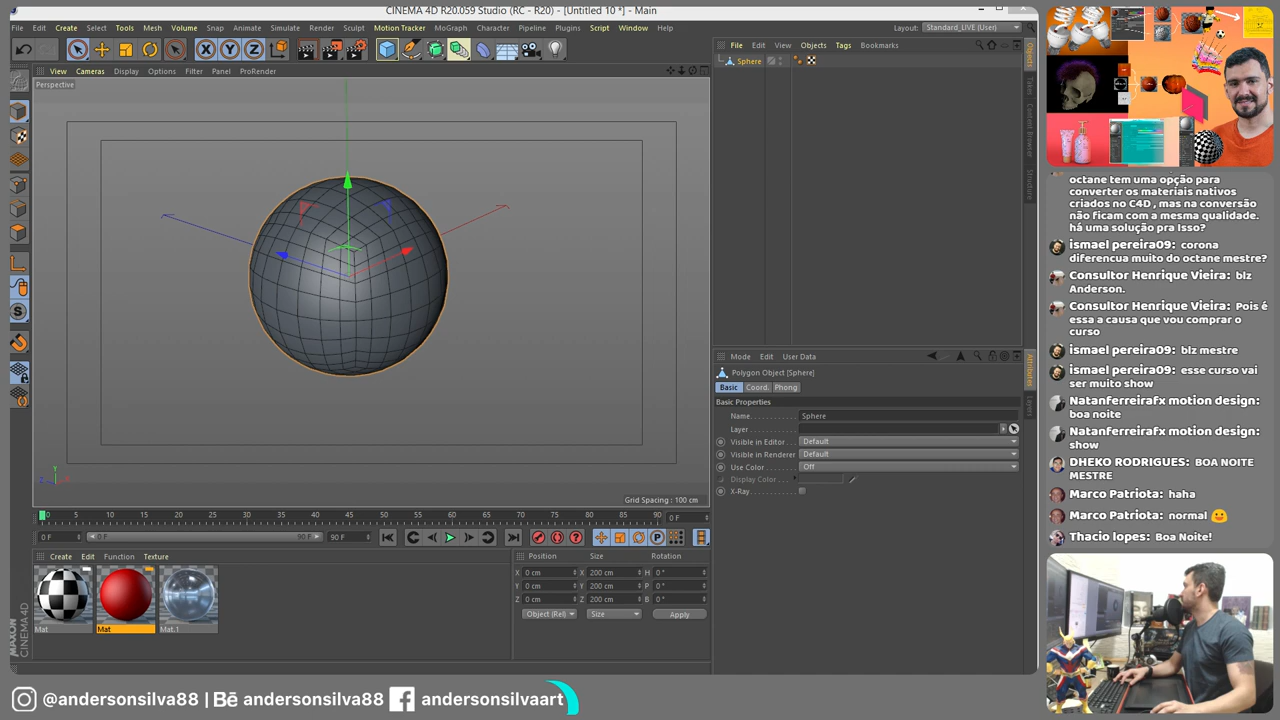 CINEMA 4D R20.059 Studio (RC - R20) - [Untitled 10 *] - Main
File Edit Create Select Tools Mesh Volume Snap Animate Simulate Render Sculpt Motion Tracker MoGraph Character Pipeline Plugins Script Window Help
Layout: Standard_LIVE (User)
View Cameras Display Options Filter Panel ProRender
Perspective
File Edit View Objects Tags Bookmarks
Sphere
Objects
Takes
Content Browser
Structure
octane tem uma opção para
converter os materiais nativos
criados no C4D , mas na conversão
não ficam com a mesma qualidade.
há uma solução pra Isso?
ismael pereira09: corona
diferencua muito do octane mestre?
Consultor Henrique Vieira: blz
Anderson.
Consultor Henrique Vieira: Pois é
essa a causa que vou comprar o
curso
ismael pereira09: blz mestre
ismael pereira09: esse curso vai
ser muito show
Natanferreirafx motion design:
boa noite
Natanferreirafx motion design:
show
DHEKO RODRIGUES: BOA NOITE
MESTRE
Marco Patriota: haha
Marco Patriota: normal
Thacio lopes: Boa Noite!
Mode Edit User Data
Polygon Object [Sphere]
Basic Coord. Phong
Basic Properties
Name Sphere
Layer
Visible in Editor Default
Visible in Renderer Default
Use Color Off
Display Color
X-Ray
Attributes
Layers
Grid Spacing : 100 cm
0 5 10 15 20 25 30 35 40 45 50 55 60 65 70 75 80 85 90 0 F
0 F 0 F 90 F 90 F
Create Edit Function Texture
Mat Mat Mat.1
Position Size Rotation
X 0 cm X 200 cm H 0 °
Y 0 cm Y 200 cm P 0 °
Z 0 cm Z 200 cm B 0 °
Object (Rel) Size Apply
MAXON
CINEMA 4D
@andersonsilva88 | Bē andersonsilva88 andersonsilvaart